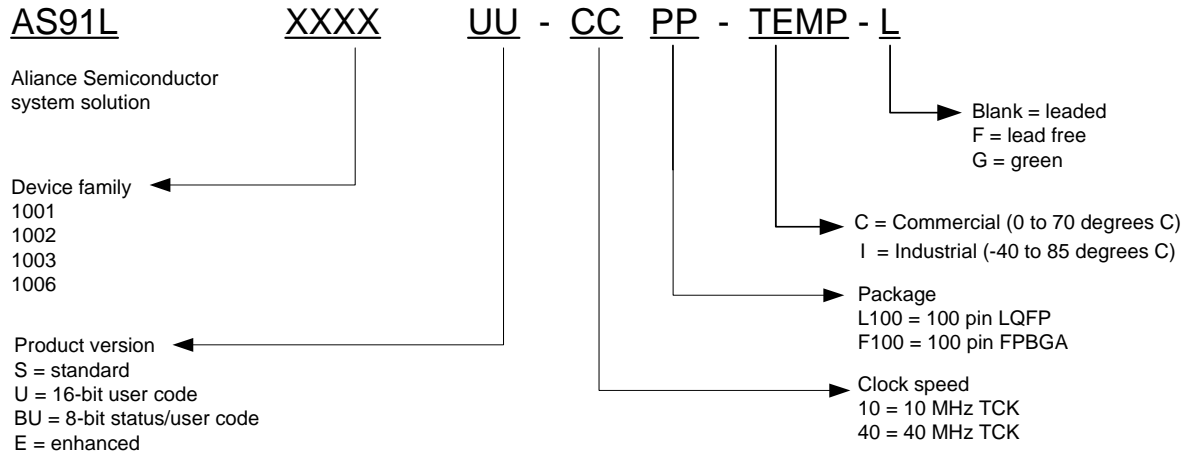 AS91L XXXX UU - CC PP - TEMP - L
Aliance Semiconductor
system solution
Device family
1001
1002
1003
1006
Product version
S = standard
U = 16-bit user code
BU = 8-bit status/user code
E = enhanced
Blank = leaded
F = lead free
G = green
C = Commercial (0 to 70 degrees C)
I = Industrial (-40 to 85 degrees C)
Package
L100 = 100 pin LQFP
F100 = 100 pin FPBGA
Clock speed
10 = 10 MHz TCK
40 = 40 MHz TCK